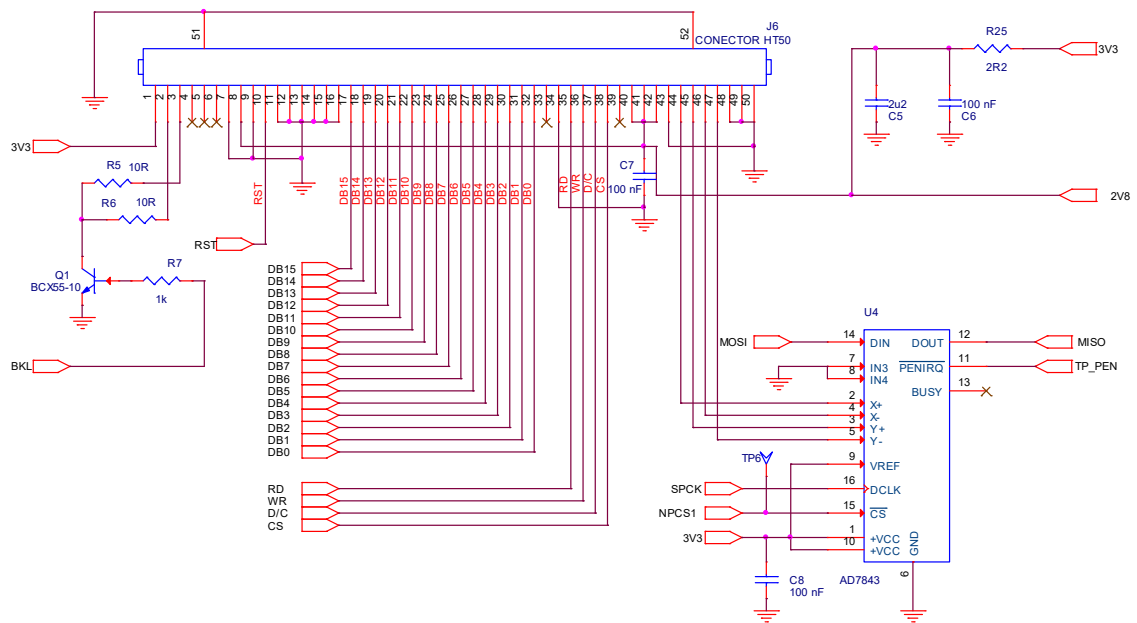 J6
CONECTOR HT50
51
52
1 2 3 4 5 6 7 8 9 10 11 12 13 14 15 16 17 18 19 20 21 22 23 24 25 26 27 28 29 30 31 32 33 34 35 36 37 38 39 40 41 42 43 44 45 46 47 48 49 50
R25
2R2
3V3
2u2
C5
100 nF
C6
3V3
R5 10R
R6 10R
RST
DB15 DB14 DB13 DB12 DB11 DB10 DB9 DB8 DB7 DB6 DB5 DB4 DB3 DB2 DB1 DB0
RD WR D/C CS
C7
100 nF
2V8
RST
Q1
BCX55-10
R7
1k
BKL
DB15
DB14
DB13
DB12
DB11
DB10
DB9
DB8
DB7
DB6
DB5
DB4
DB3
DB2
DB1
DB0
RD
WR
D/C
CS
U4
MOSI 14 DIN DOUT 12 MISO
7 IN3 PENIRQ 11 TP_PEN
8 IN4
BUSY 13
2 X+
4 X-
3 Y+
5 Y-
TP6
9 VREF
SPCK 16 DCLK
NPCS1 15 CS
3V3 1 +VCC
10 +VCC
GND
6
C8
100 nF
AD7843